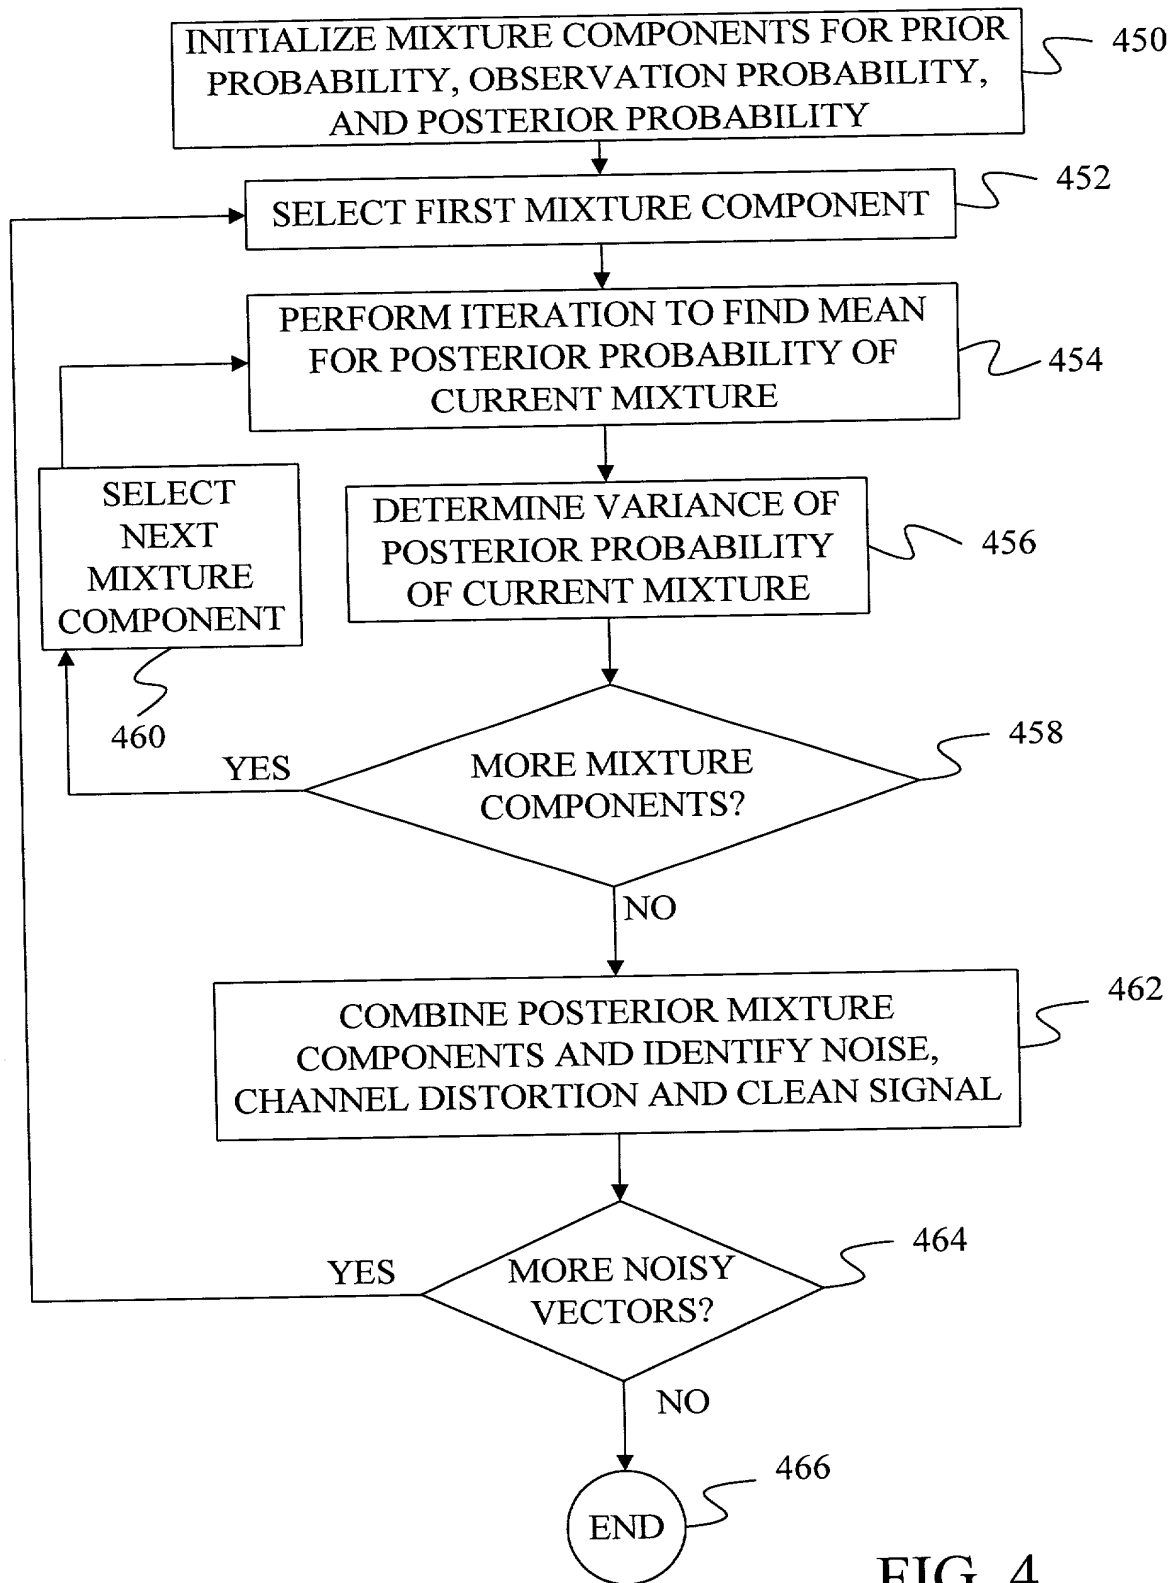 INITIALIZE MIXTURE COMPONENTS FOR PRIOR
PROBABILITY, OBSERVATION PROBABILITY,
AND POSTERIOR PROBABILITY
450
SELECT FIRST MIXTURE COMPONENT
452
PERFORM ITERATION TO FIND MEAN
FOR POSTERIOR PROBABILITY OF
CURRENT MIXTURE
454
SELECT
NEXT
MIXTURE
COMPONENT
460
DETERMINE VARIANCE OF
POSTERIOR PROBABILITY
OF CURRENT MIXTURE
456
MORE MIXTURE
COMPONENTS?
458
YES
NO
COMBINE POSTERIOR MIXTURE
COMPONENTS AND IDENTIFY NOISE,
CHANNEL DISTORTION AND CLEAN SIGNAL
462
MORE NOISY
VECTORS?
464
YES
NO
END
466
FIG. 4